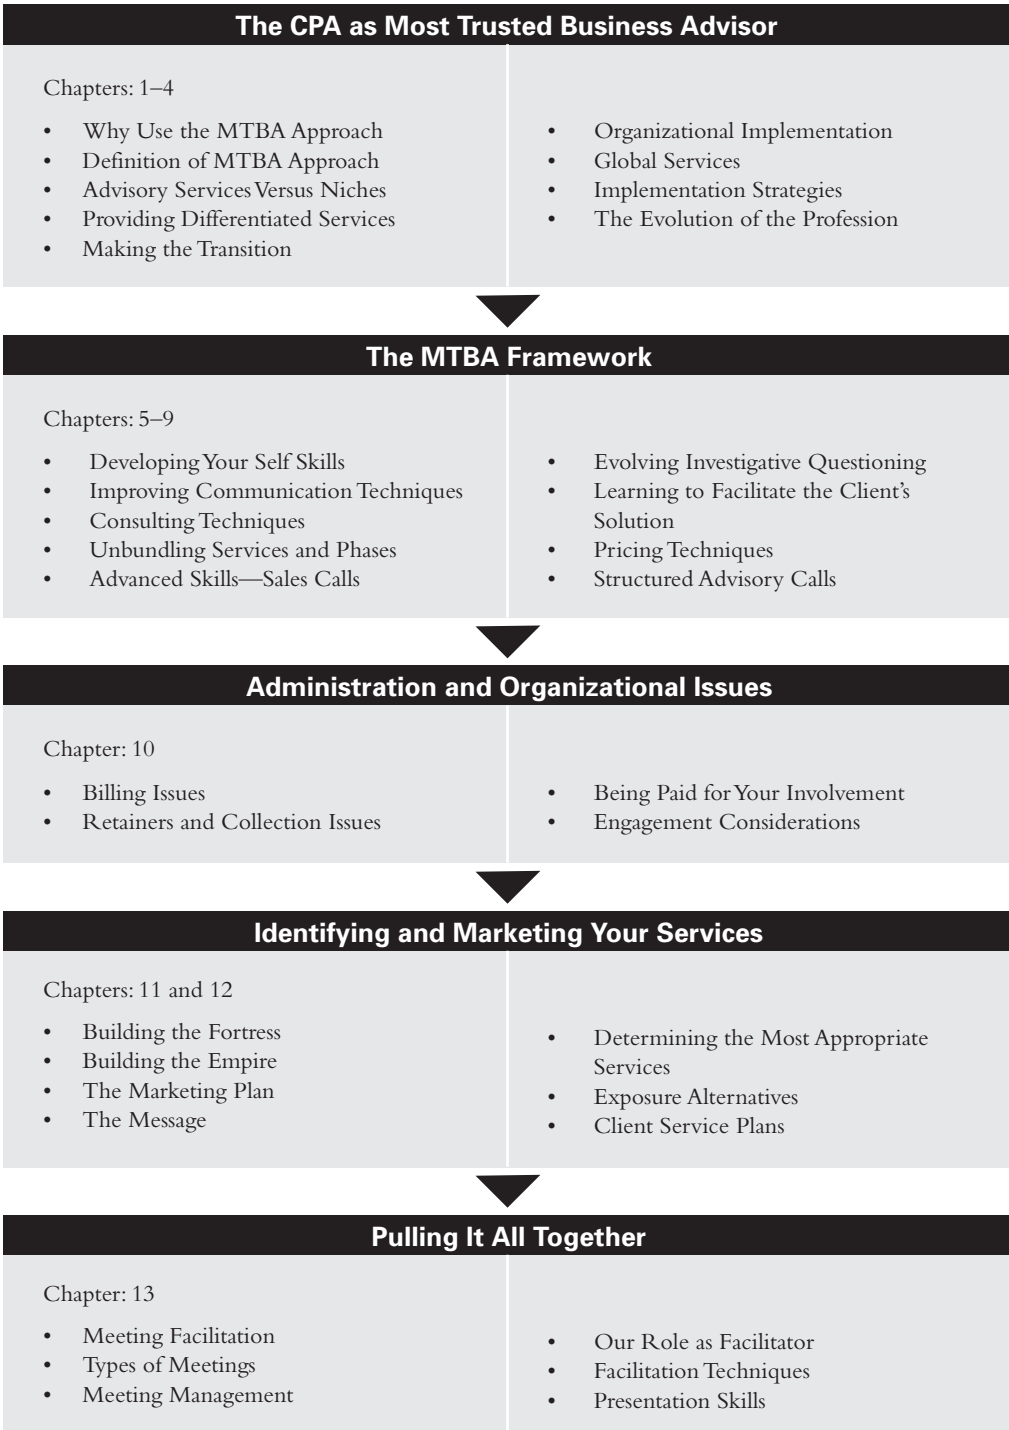 The CPA as Most Trusted Business Advisor
Chapters: 1–4
• Why Use the MTBA Approach
• Definition of MTBA Approach
• Advisory Services Versus Niches
• Providing Differentiated Services
• Making the Transition
• Organizational Implementation
• Global Services
• Implementation Strategies
• The Evolution of the Profession
The MTBA Framework
Chapters: 5–9
• Developing Your Self Skills
• Improving Communication Techniques
• Consulting Techniques
• Unbundling Services and Phases
• Advanced Skills—Sales Calls
• Evolving Investigative Questioning
• Learning to Facilitate the Client’s
Solution
• Pricing Techniques
• Structured Advisory Calls
Administration and Organizational Issues
Chapter: 10
• Billing Issues
• Retainers and Collection Issues
• Being Paid for Your Involvement
• Engagement Considerations
Identifying and Marketing Your Services
Chapters: 11 and 12
• Building the Fortress
• Building the Empire
• The Marketing Plan
• The Message
• Determining the Most Appropriate
Services
• Exposure Alternatives
• Client Service Plans
Pulling It All Together
Chapter: 13
• Meeting Facilitation
• Types of Meetings
• Meeting Management
• Our Role as Facilitator
• Facilitation Techniques
• Presentation Skills